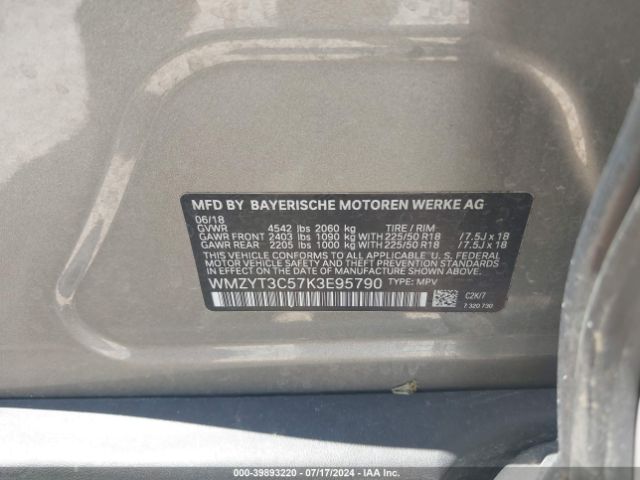 MFD BY BAYERISCHE MOTOREN WERKE AG
06/18
GVWR 4542 lbs 2060 kg TIRE / RIM
GAWR FRONT 2403 lbs 1090 kg WITH 225/50 R18 / 7.5J x 18
GAWR REAR 2205 lbs 1000 kg WITH 225/50 R18 / 7.5J x 18
THIS VEHICLE CONFORMS TO ALL APPLICABLE U. S. FEDERAL
MOTOR VEHICLE SAFETY AND THEFT PREVENTION STANDARDS
IN EFFECT ON THE DATE OF MANUFACTURE SHOWN ABOVE.
WMZYT3C57K3E95790 TYPE: MPV
C2K/7
7 320 730
000-39893220 - 07/17/2024 - IAA Inc.